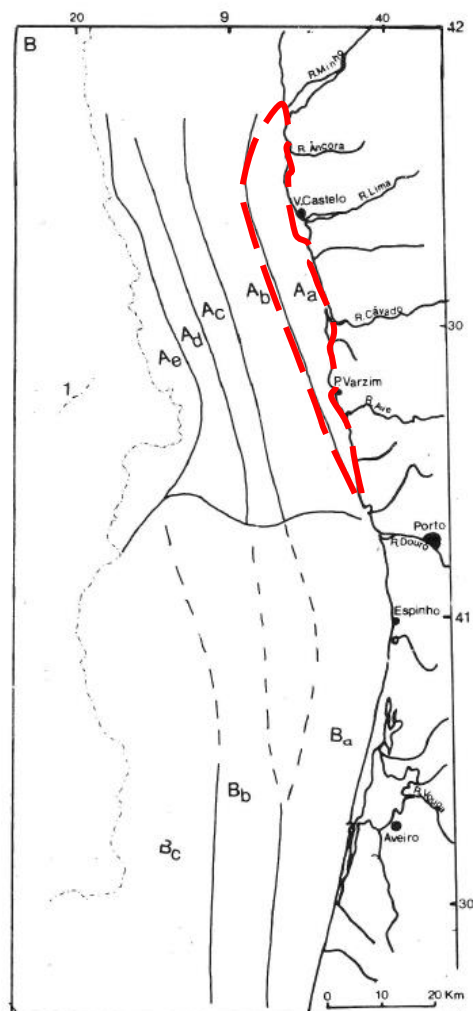 20 9 40
B
42
R.Minho
R.Âncora
R.Lima
V.Castelo
Aa
Ab
Ac
Ad
Ae
R.Cávado
30
1
P.Varzim
R.Ave
Porto
R.Douro
Espinho
41
Ba
Bb
Bc
R.Vouga
Aveiro
30
0 10 20 Km